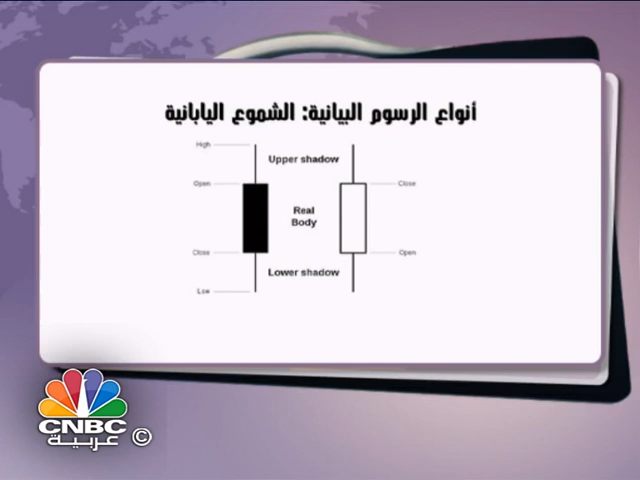 أنواع الرسوم البيانية: الشموع اليابانية
High
Upper shadow
Open
Close
Real
Body
Close
Open
Lower shadow
Low
CNBC
عربية ©